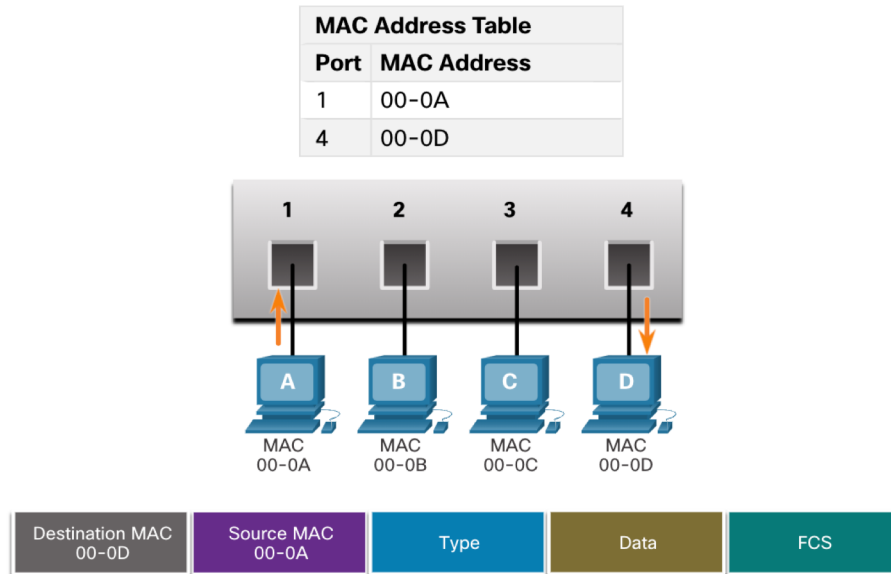 MAC Address Table
Port MAC Address
1 00-0A
4 00-0D
1 2 3 4
A B C D
MAC MAC MAC MAC
00-0A 00-0B 00-0C 00-0D
Destination MAC Source MAC Type Data FCS
00-0D 00-0A